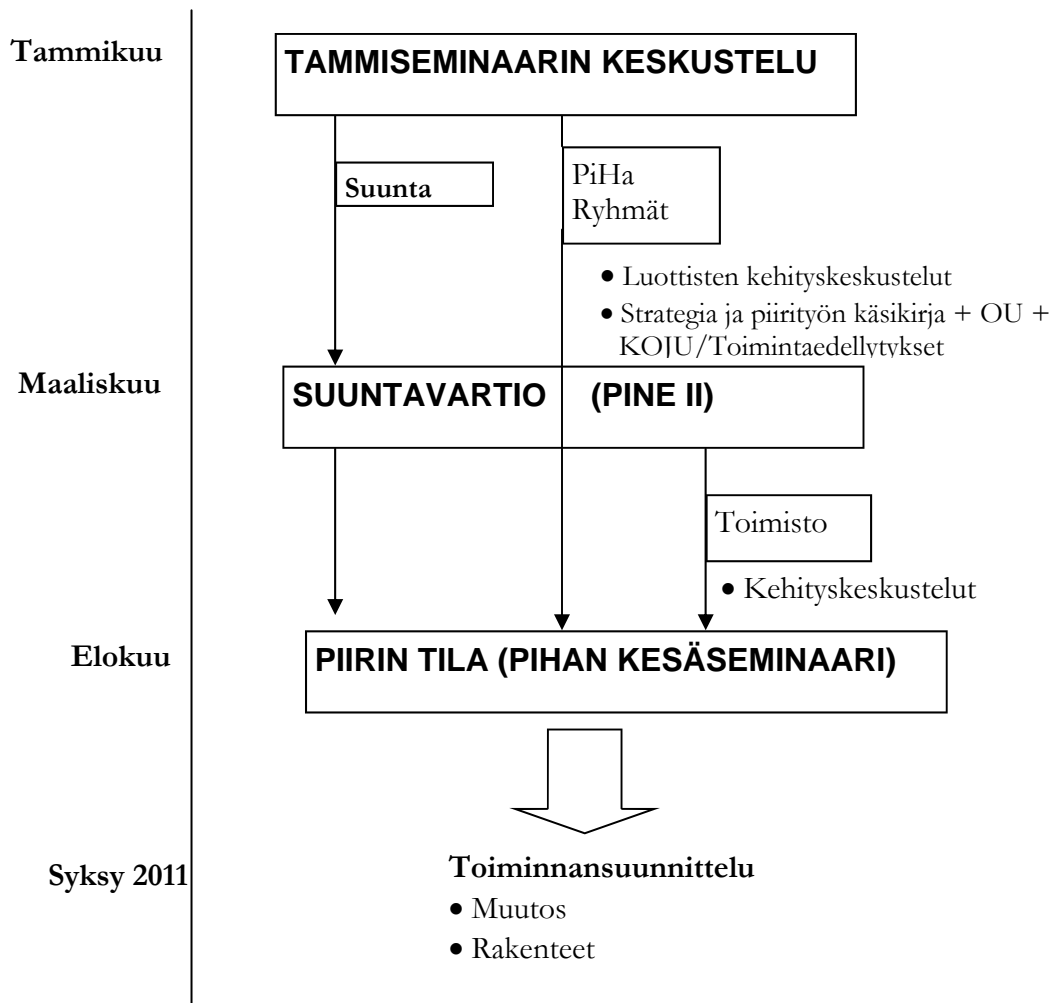 Tammikuu
TAMMISEMINAARIN KESKUSTELU
Suunta
PiHa
Ryhmät
• Luottisten kehityskeskustelut
• Strategia ja piirityön käsikirja + OU +
KOJU/Toimintaedellytykset
Maaliskuu
SUUNTAVARTIO (PINE II)
Toimisto
• Kehityskeskustelut
Elokuu
PIIRIN TILA (PIHAN KESÄSEMINAARI)
Syksy 2011
Toiminnansuunnittelu
• Muutos
• Rakenteet